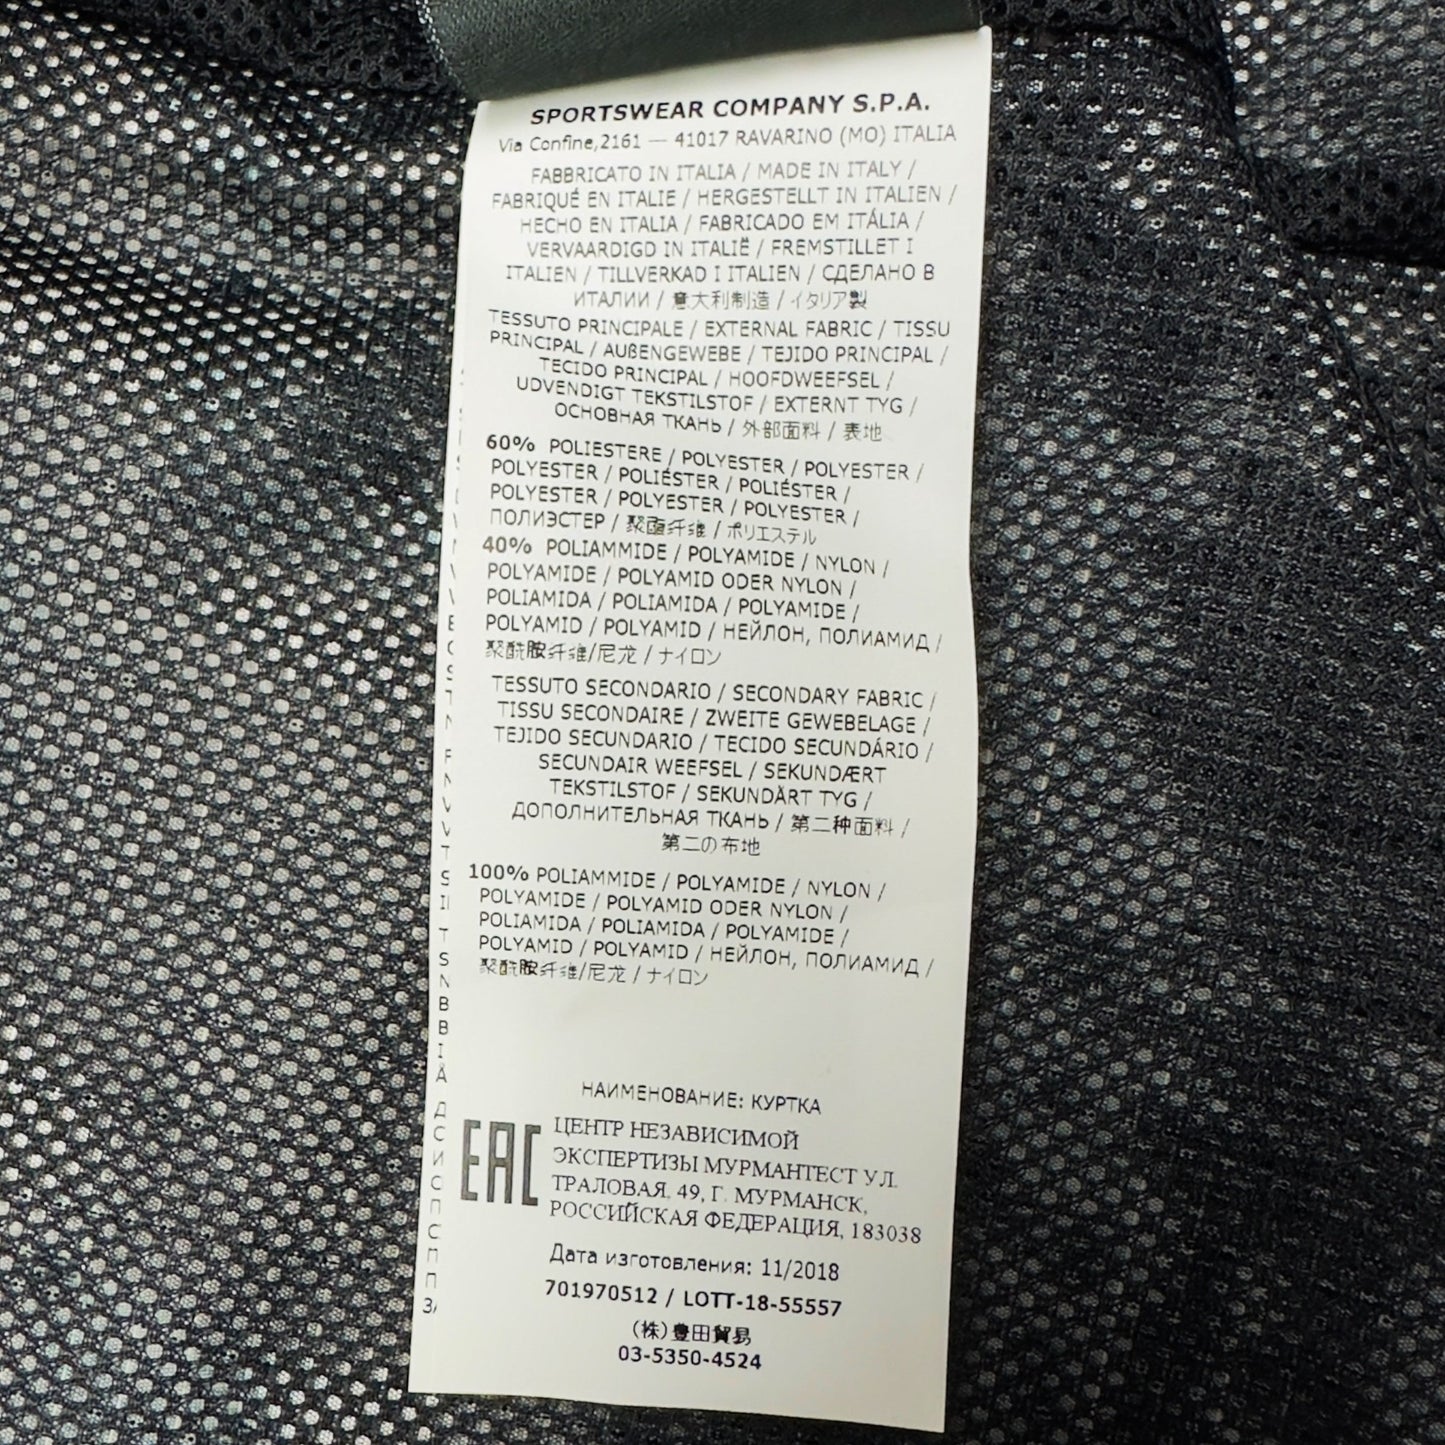 SPORTSWEAR COMPANY S.P.A.
Via Confine,2161 — 41017 RAVARINO (MO) ITALIA
FABBRICATO IN ITALIA / MADE IN ITALY /
FABRIQUÉ EN ITALIE / HERGESTELLT IN ITALIEN /
HECHO EN ITALIA / FABRICADO EM ITÁLIA /
VERVAARDIGD IN ITALIË / FREMSTILLET I
ITALIEN / TILLVERKAD I ITALIEN / СДЕЛАНО В
ИТАЛИИ / 意大利制造 / イタリア製
TESSUTO PRINCIPALE / EXTERNAL FABRIC / TISSU
PRINCIPAL / AUßENGEWEBE / TEJIDO PRINCIPAL /
TECIDO PRINCIPAL / HOOFDWEEFSEL /
UDVENDIGT TEKSTILSTOF / EXTERNT TYG /
ОСНОВНАЯ ТКАНЬ / 外部面料 / 表地
60% POLIESTERE / POLYESTER / POLYESTER /
POLYESTER / POLIÉSTER / POLIÉSTER /
POLYESTER / POLYESTER / POLYESTER /
ПОЛИЭСТЕР / 聚酯纤维 / ポリエステル
40% POLIAMMIDE / POLYAMIDE / NYLON /
POLYAMIDE / POLYAMID ODER NYLON /
POLIAMIDA / POLIAMIDA / POLYAMIDE /
POLYAMID / POLYAMID / НЕЙЛОН, ПОЛИАМИД /
聚酰胺纤维/尼龙 / ナイロン
TESSUTO SECONDARIO / SECONDARY FABRIC /
TISSU SECONDAIRE / ZWEITE GEWEBELAGE /
TEJIDO SECUNDARIO / TECIDO SECUNDÁRIO /
SECUNDAIR WEEFSEL / SEKUNDÆRT
TEKSTILSTOF / SEKUNDÄRT TYG /
ДОПОЛНИТЕЛЬНАЯ ТКАНЬ / 第二种面料 /
第二の布地
100% POLIAMMIDE / POLYAMIDE / NYLON /
POLYAMIDE / POLYAMID ODER NYLON /
POLIAMIDA / POLIAMIDA / POLYAMIDE /
POLYAMID / POLYAMID / НЕЙЛОН, ПОЛИАМИД /
聚酰胺纤维/尼龙 / ナイロン
НАИМЕНОВАНИЕ: КУРТКА
EAC
ЦЕНТР НЕЗАВИСИМОЙ
ЭКСПЕРТИЗЫ МУРМАНТЕСТ УЛ.
ТРАЛОВАЯ, 49, Г. МУРМАНСК,
РОССИЙСКАЯ ФЕДЕРАЦИЯ, 183038
Дата изготовления: 11/2018
701970512 / LOTT-18-55557
(株)豊田貿易
03-5350-4524